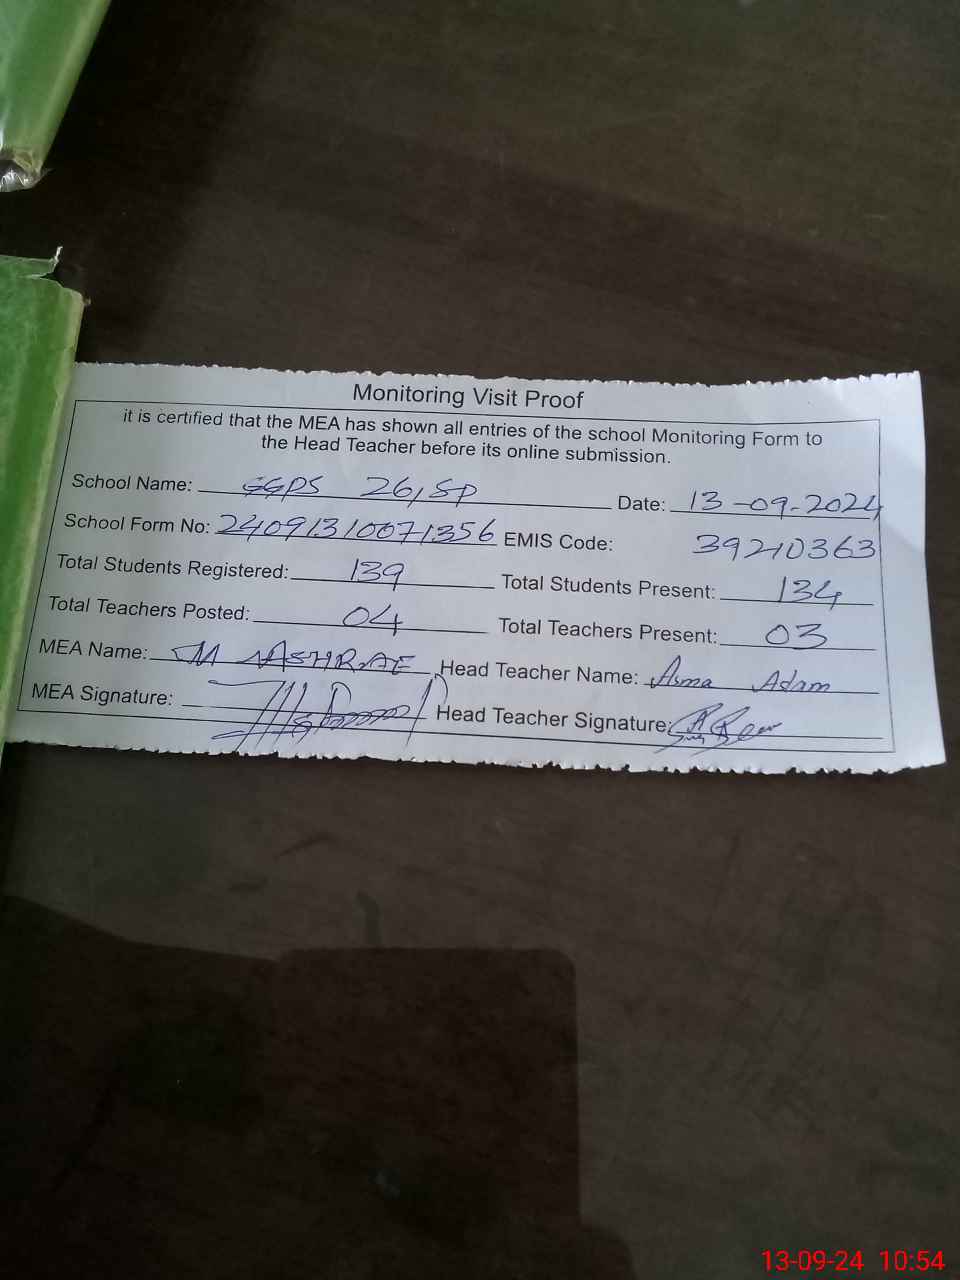 Monitoring Visit Proof
it is certified that the MEA has shown all entries of the school Monitoring Form to
the Head Teacher before its online submission.
School Name: GGPS 26/SP Date: 13-09-2024
School Form No: 24091310071356 EMIS Code: 39210363
Total Students Registered: 139 Total Students Present: 134
Total Teachers Posted: 04 Total Teachers Present: 03
MEA Name: M ASHRAF Head Teacher Name: Asma Adam
MEA Signature: Head Teacher Signature:
13-09-24 10:54